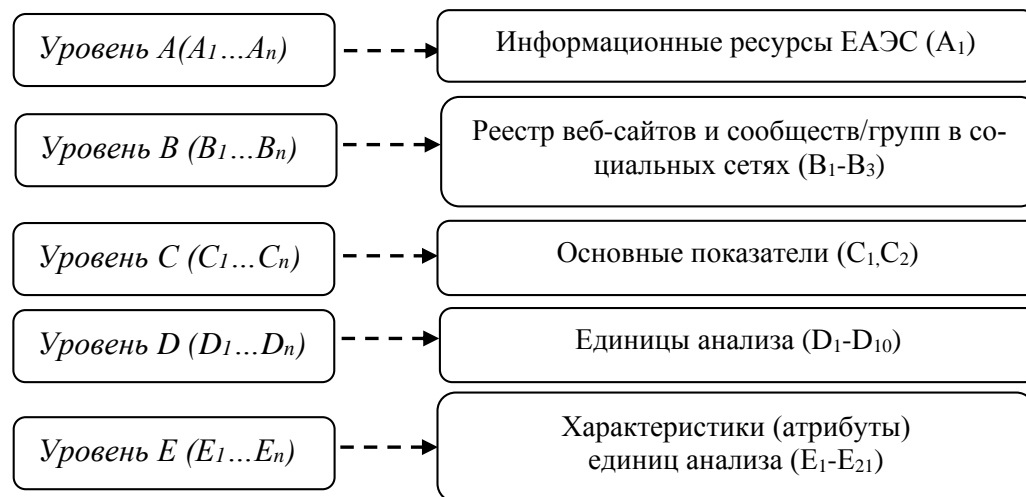 Уровень A(A1…An)
Информационные ресурсы ЕАЭС (A1)
Уровень B (B1…Bn)
Реестр веб-сайтов и сообществ/групп в со-
циальных сетях (B1-B3)
Уровень C (C1…Cn)
Основные показатели (C1,C2)
Уровень D (D1…Dn)
Единицы анализа (D1-D10)
Уровень E (E1…En)
Характеристики (атрибуты)
единиц анализа (E1-E21)